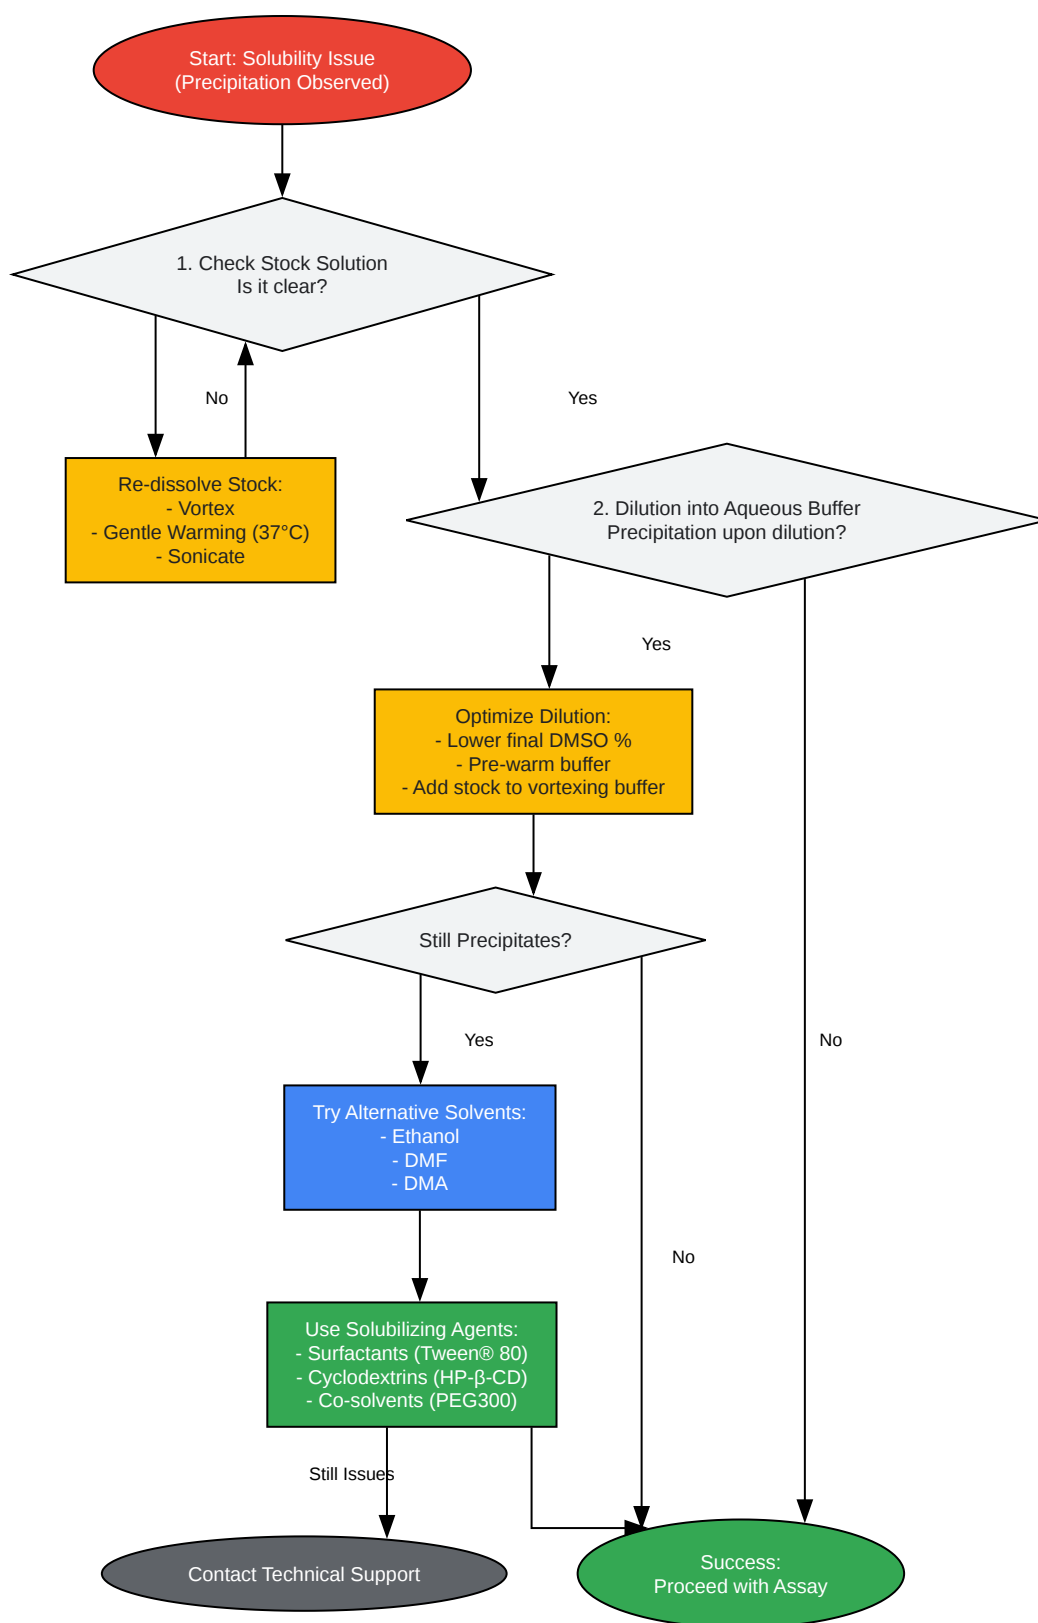 Start: Solubility Issue
(Precipitation Observed)
1. Check Stock Solution
Is it clear?
No
Yes
Re-dissolve Stock:
- Vortex
- Gentle Warming (37°C)
- Sonicate
2. Dilution into Aqueous Buffer
Precipitation upon dilution?
Yes
Optimize Dilution:
- Lower final DMSO %
- Pre-warm buffer
- Add stock to vortexing buffer
Still Precipitates?
Yes
No
Try Alternative Solvents:
- Ethanol
- DMF
- DMA
No
Use Solubilizing Agents:
- Surfactants (Tween® 80)
- Cyclodextrins (HP-β-CD)
- Co-solvents (PEG300)
Still Issues
Contact Technical Support
Success:
Proceed with Assay